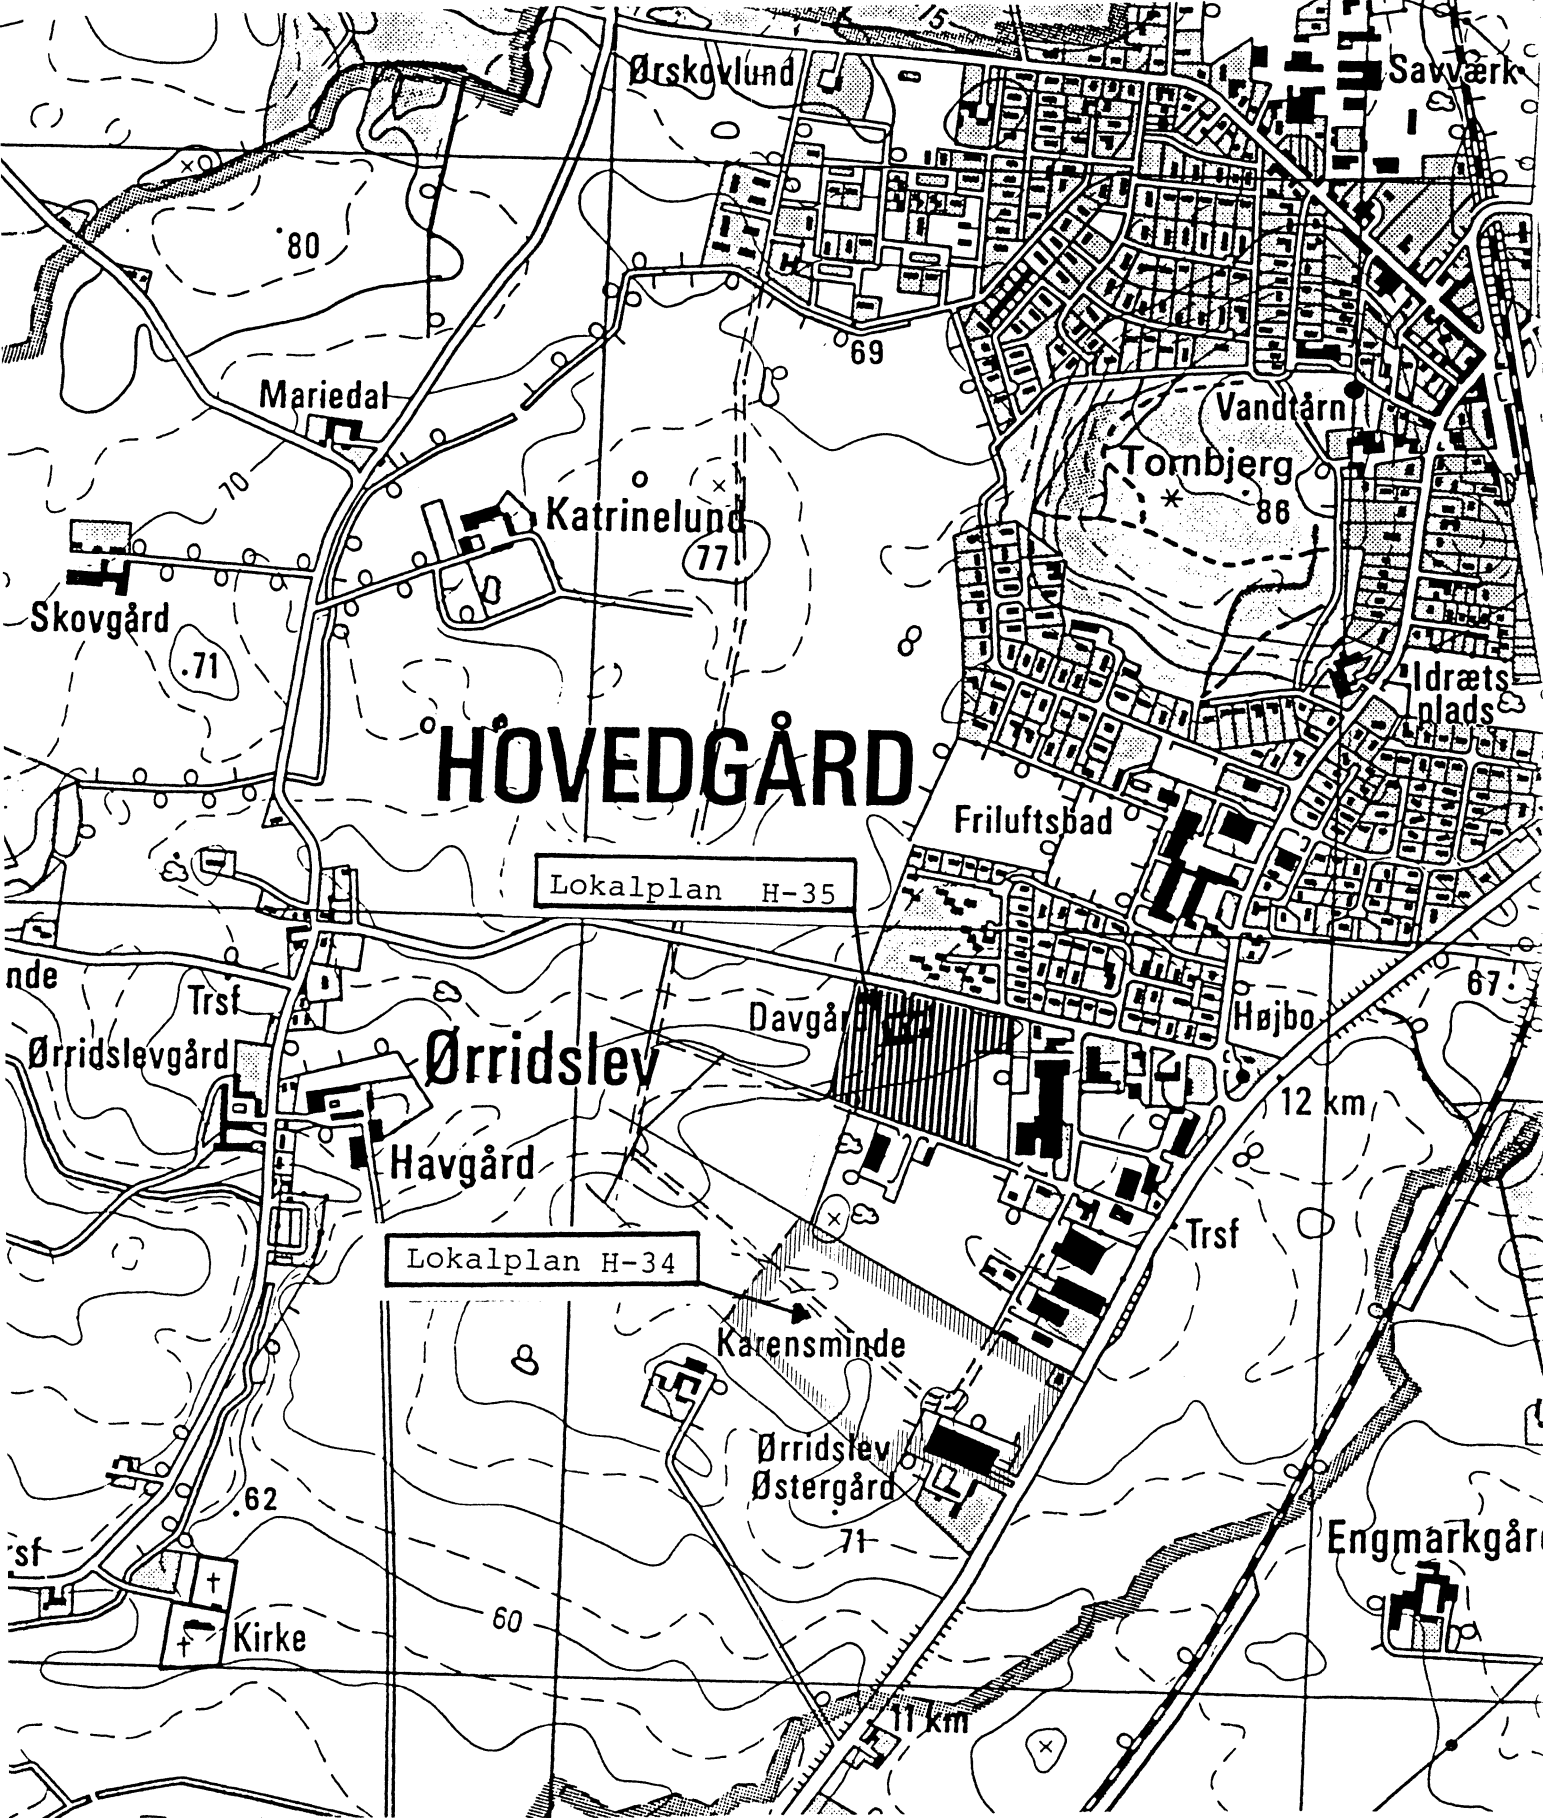 75
Ørskovlund
Savværk
80
69
Mariedal
Vandtårn
Tornbjerg
86
70
Katrinelund
77
Skovgård
71
Idræts-
plads
HOVEDGÅRD
Friluftsbad
Lokalplan H-35
nde
Trsf
67
Davgård
Højbo
Ørridslevgård
Ørridslev
12 km
Havgård
Trsf
Lokalplan H-34
Karensminde
Ørridslev
Østergård
62
71
Engmarkgård
rsf
60
Kirke
11 km